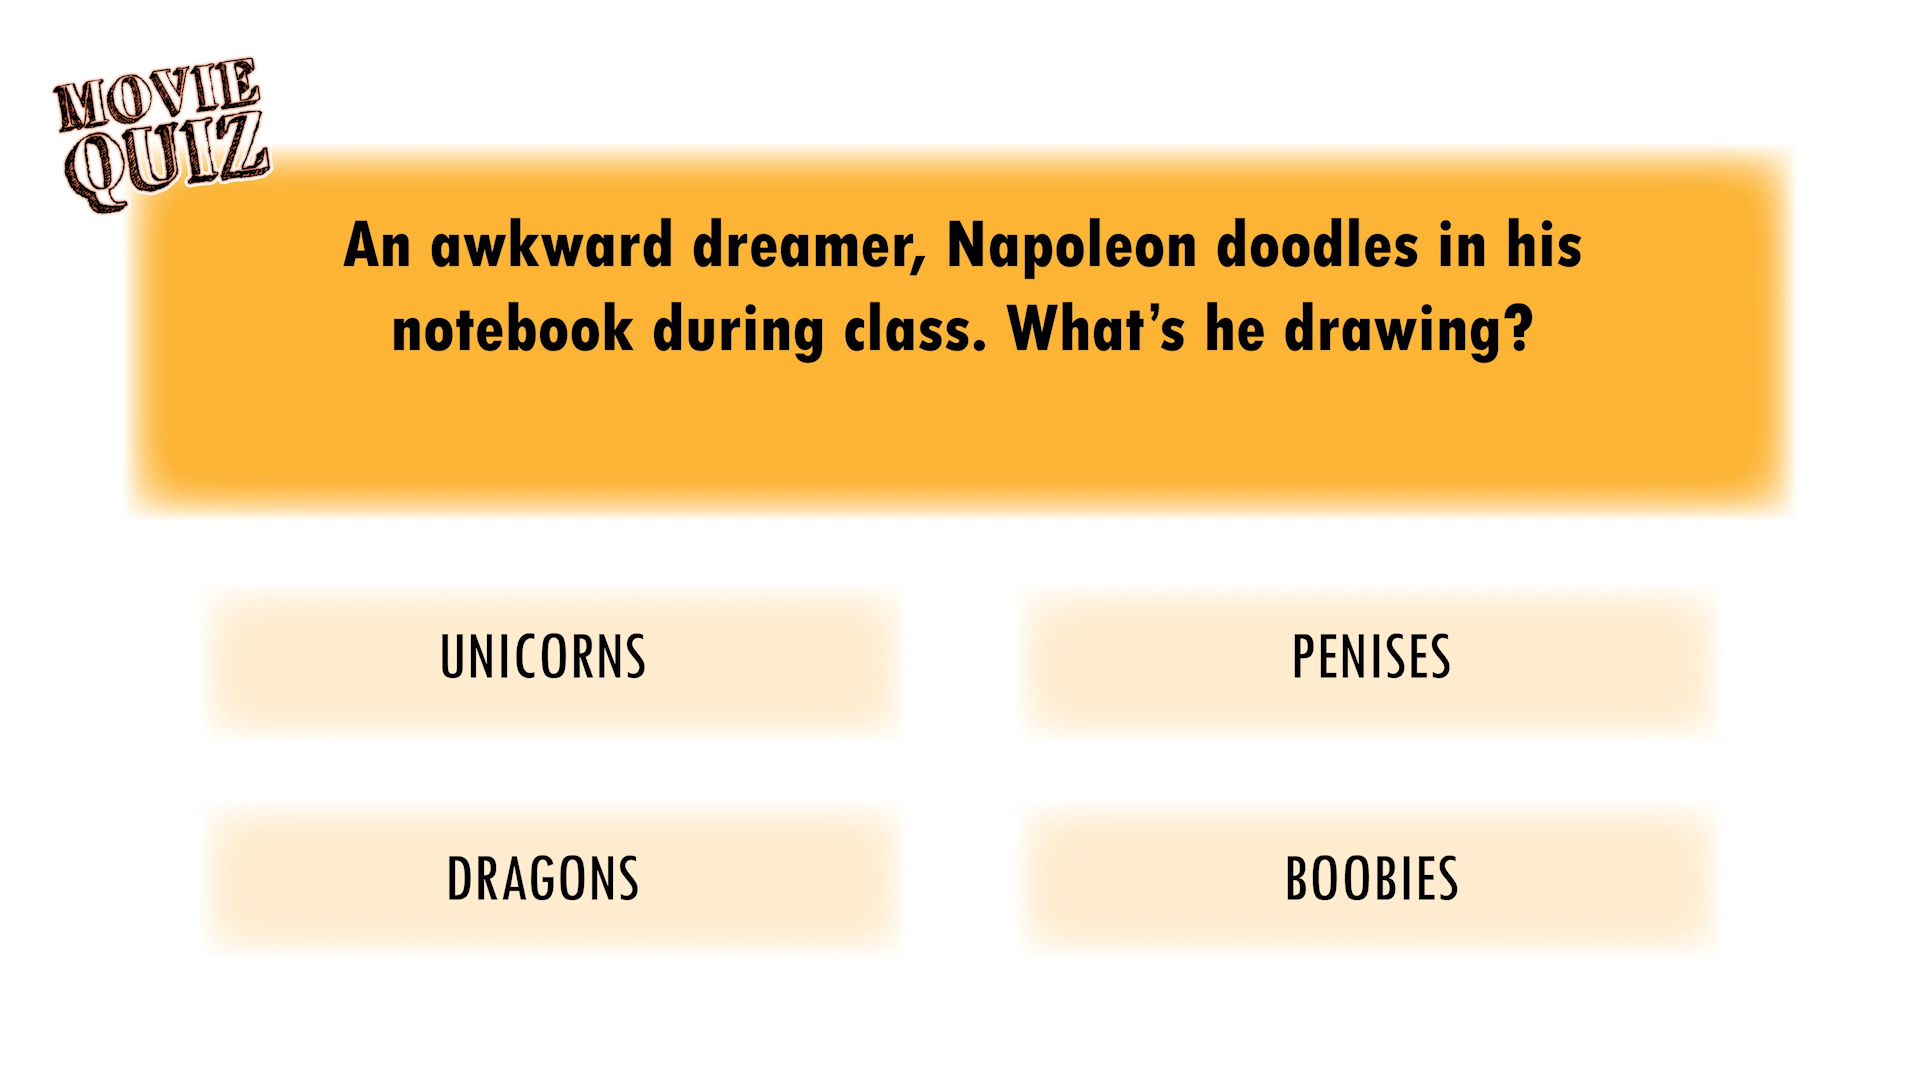 MOVIE
QUIZ
An awkward dreamer, Napoleon doodles in his
notebook during class. What’s he drawing?
UNICORNS
PENISES
DRAGONS
BOOBIES